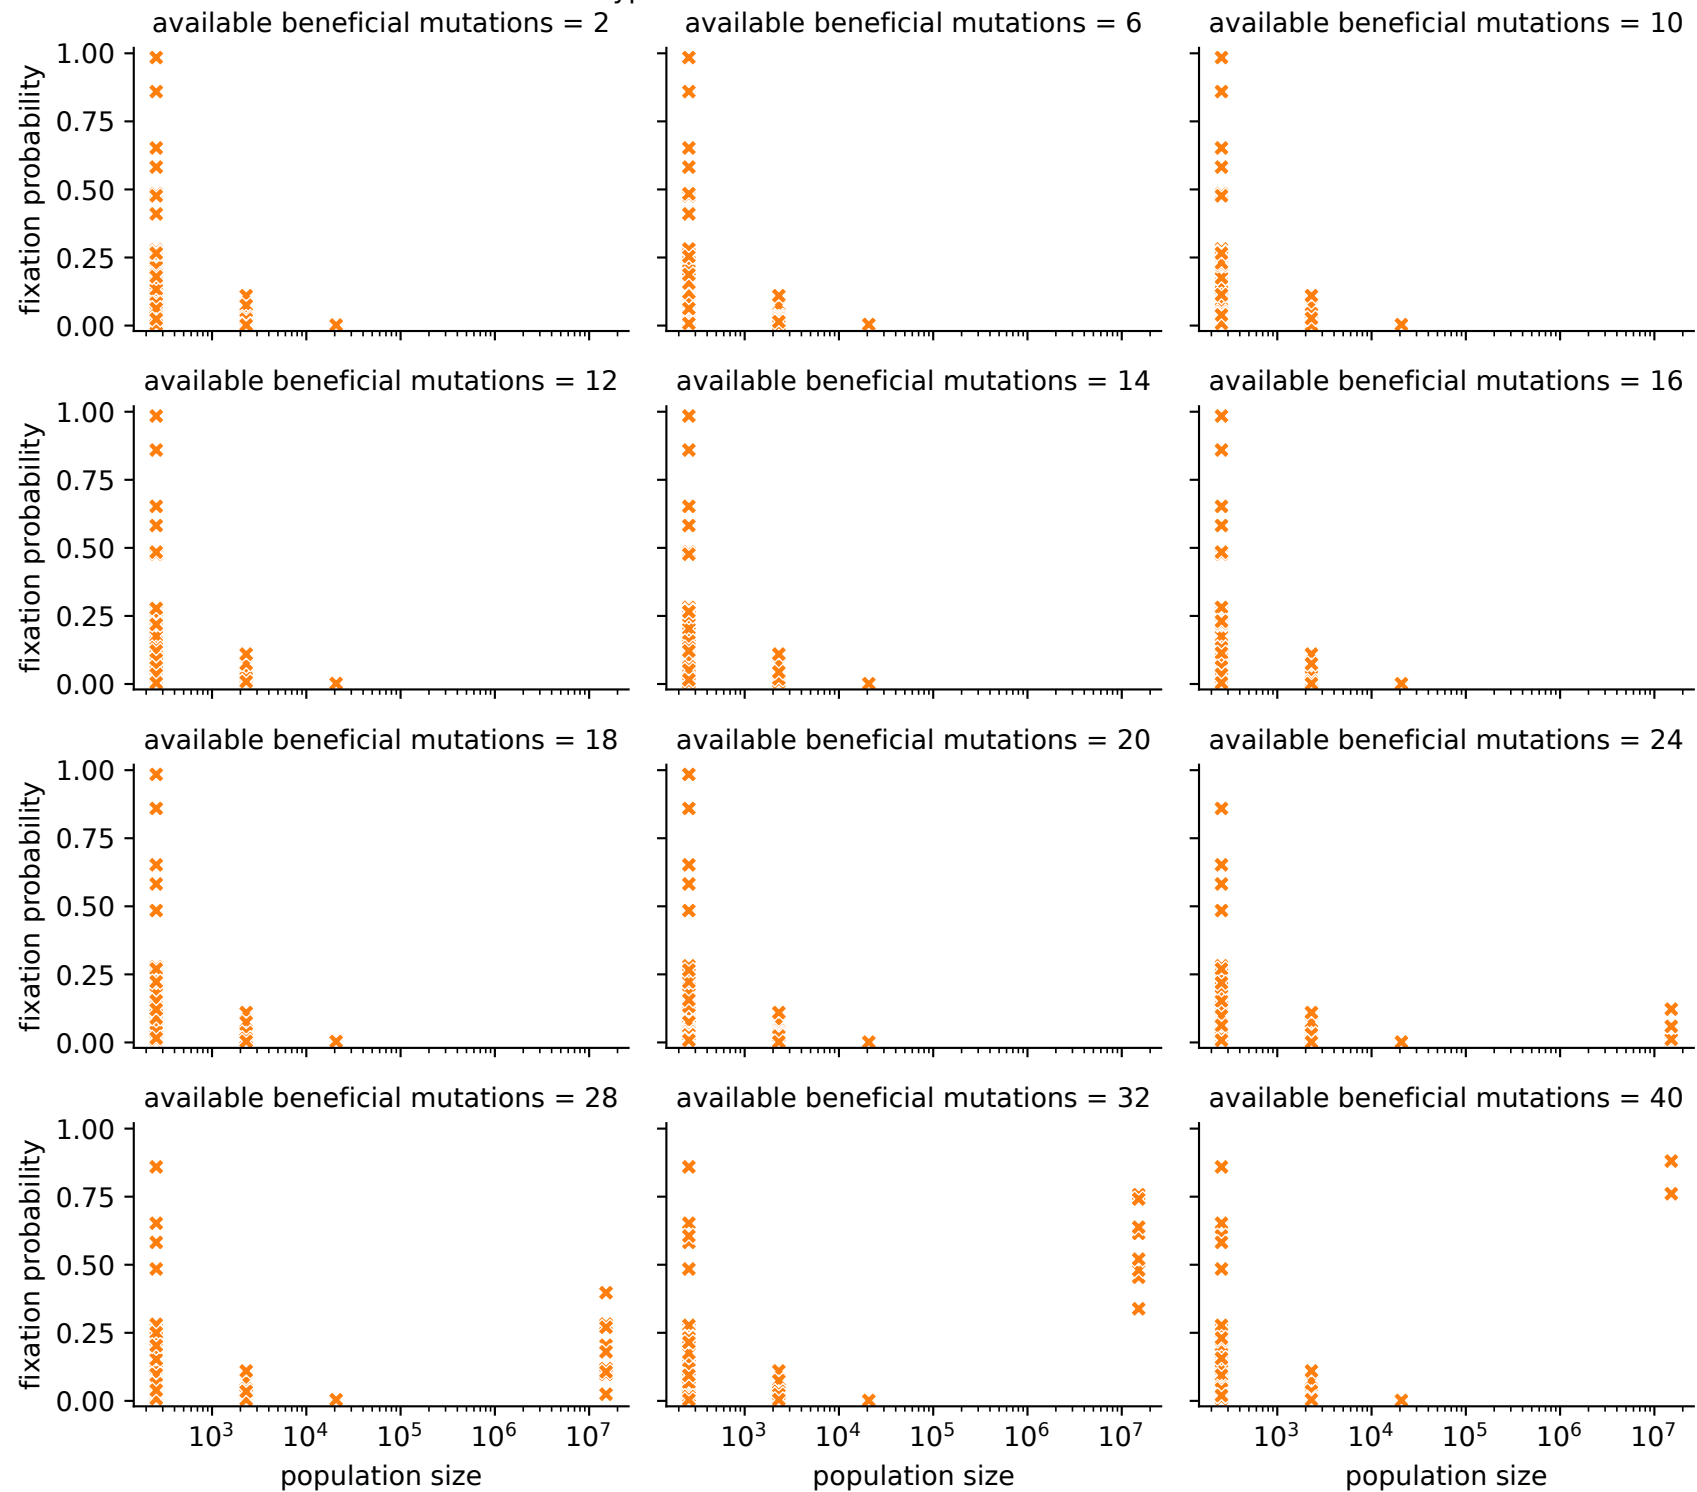 available beneficial mutations = 2
available beneficial mutations = 6
available beneficial mutations = 10
fixation probability
1.00
0.75
0.50
0.25
0.00
available beneficial mutations = 12
available beneficial mutations = 14
available beneficial mutations = 16
fixation probability
1.00
0.75
0.50
0.25
0.00
available beneficial mutations = 18
available beneficial mutations = 20
available beneficial mutations = 24
fixation probability
1.00
0.75
0.50
0.25
0.00
available beneficial mutations = 28
available beneficial mutations = 32
available beneficial mutations = 40
fixation probability
1.00
0.75
0.50
0.25
0.00
10³ 10⁴ 10⁵ 10⁶ 10⁷
10³ 10⁴ 10⁵ 10⁶ 10⁷
10³ 10⁴ 10⁵ 10⁶ 10⁷
population size
population size
population size